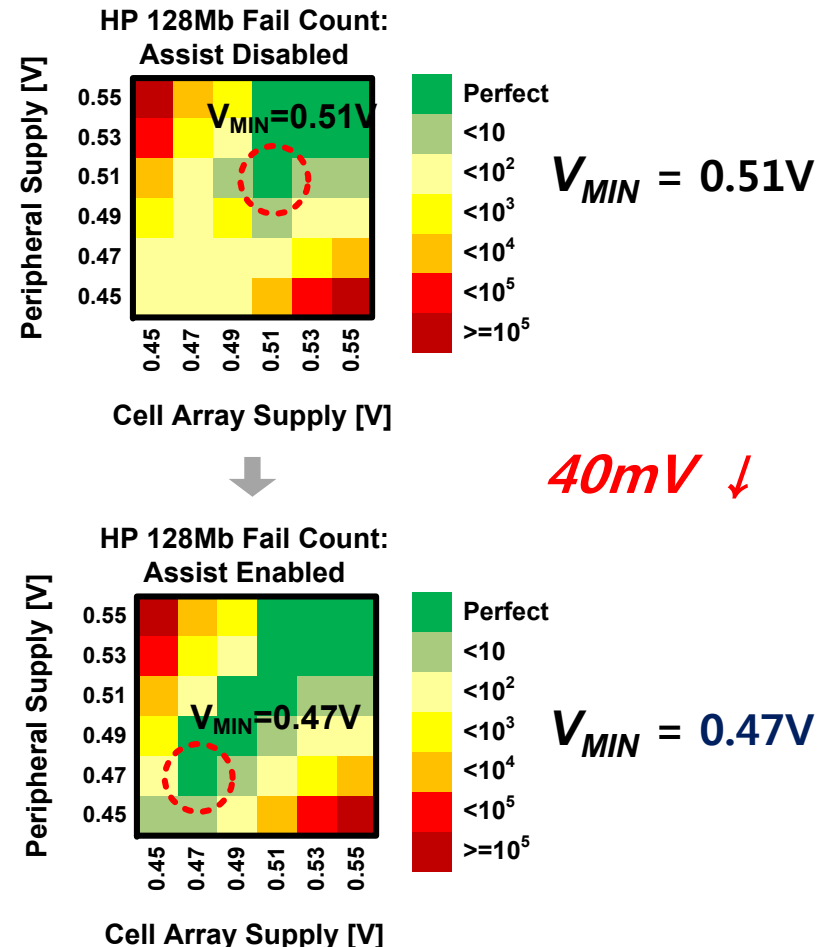 HP 128Mb Fail Count:
Assist Disabled
Peripheral Supply [V]
0.55
0.53
0.51
0.49
0.47
0.45
V_MIN=0.51V
0.45
0.47
0.49
0.51
0.53
0.55
Cell Array Supply [V]
Perfect
<10
<10²
<10³
<10⁴
<10⁵
>=10⁵
V_MIN = 0.51V
40mV ↓
HP 128Mb Fail Count:
Assist Enabled
Peripheral Supply [V]
0.55
0.53
0.51
0.49
0.47
0.45
V_MIN=0.47V
0.45
0.47
0.49
0.51
0.53
0.55
Cell Array Supply [V]
Perfect
<10
<10²
<10³
<10⁴
<10⁵
>=10⁵
V_MIN = 0.47V